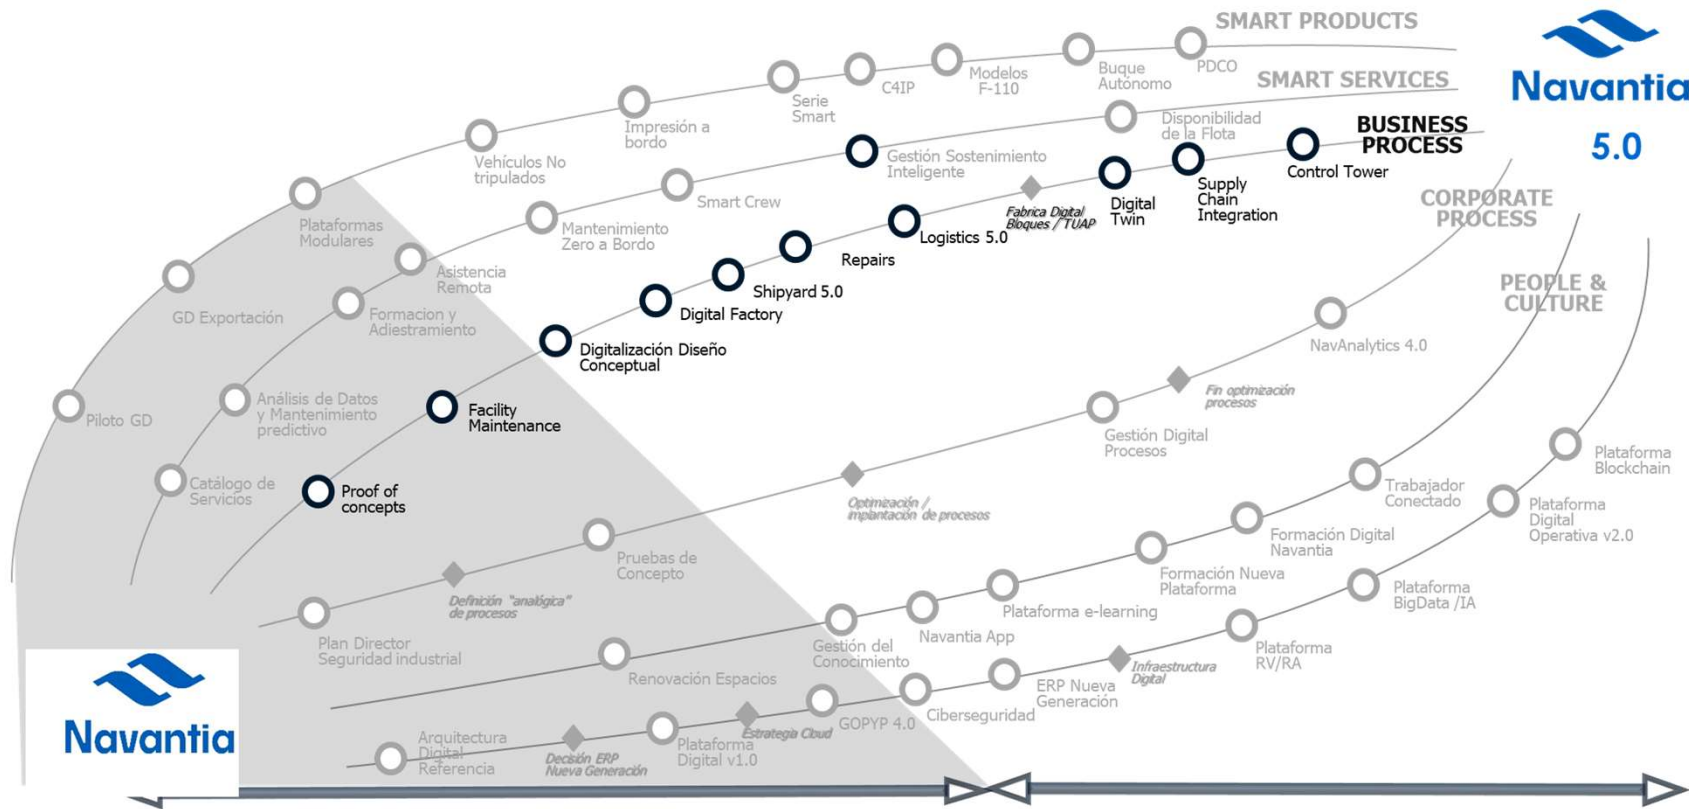 SMART PRODUCTS
SMART SERVICES
BUSINESS
PROCESS
CORPORATE
PROCESS
PEOPLE &
CULTURE
Navantia
5.0
Piloto GD
GD Exportación
Plataformas
Modulares
Vehículos No
tripulados
Impresión a
bordo
Serie
Smart
C4IP
Modelos
F-110
Buque
Autónomo
PDCO
Catálogo de
Servicios
Análisis de Datos
y Mantenimiento
predictivo
Formacion y
Adiestramiento
Asistencia
Remota
Mantenimiento
Zero a Bordo
Smart Crew
Gestión Sostenimiento
Inteligente
Disponibilidad
de la Flota
Proof of
concepts
Facility
Maintenance
Digitalización Diseño
Conceptual
Digital Factory
Shipyard 5.0
Repairs
Logistics 5.0
Fabrica Digital
Bloques / TUAP
Digital
Twin
Supply
Chain
Integration
Control Tower
Plan Director
Seguridad industrial
Definición "analógica"
de procesos
Pruebas de
Concepto
Optimización /
implantación de procesos
Gestión Digital
Procesos
Fin optimización
procesos
NavAnalytics 4.0
Renovación Espacios
Gestión del
Conocimiento
Navantia App
Plataforma e-learning
Formación Nueva
Plataforma
Formación Digital
Navantia
Trabajador
Conectado
Arquitectura
Digital
Referencia
Decisión ERP
Nueva Generación
Plataforma
Digital v1.0
Estrategia Cloud
GOPYP 4.0
Ciberseguridad
ERP Nueva
Generación
Infraestructura
Digital
Plataforma
RV/RA
Plataforma
BigData /IA
Plataforma
Digital
Operativa v2.0
Plataforma
Blockchain
Navantia